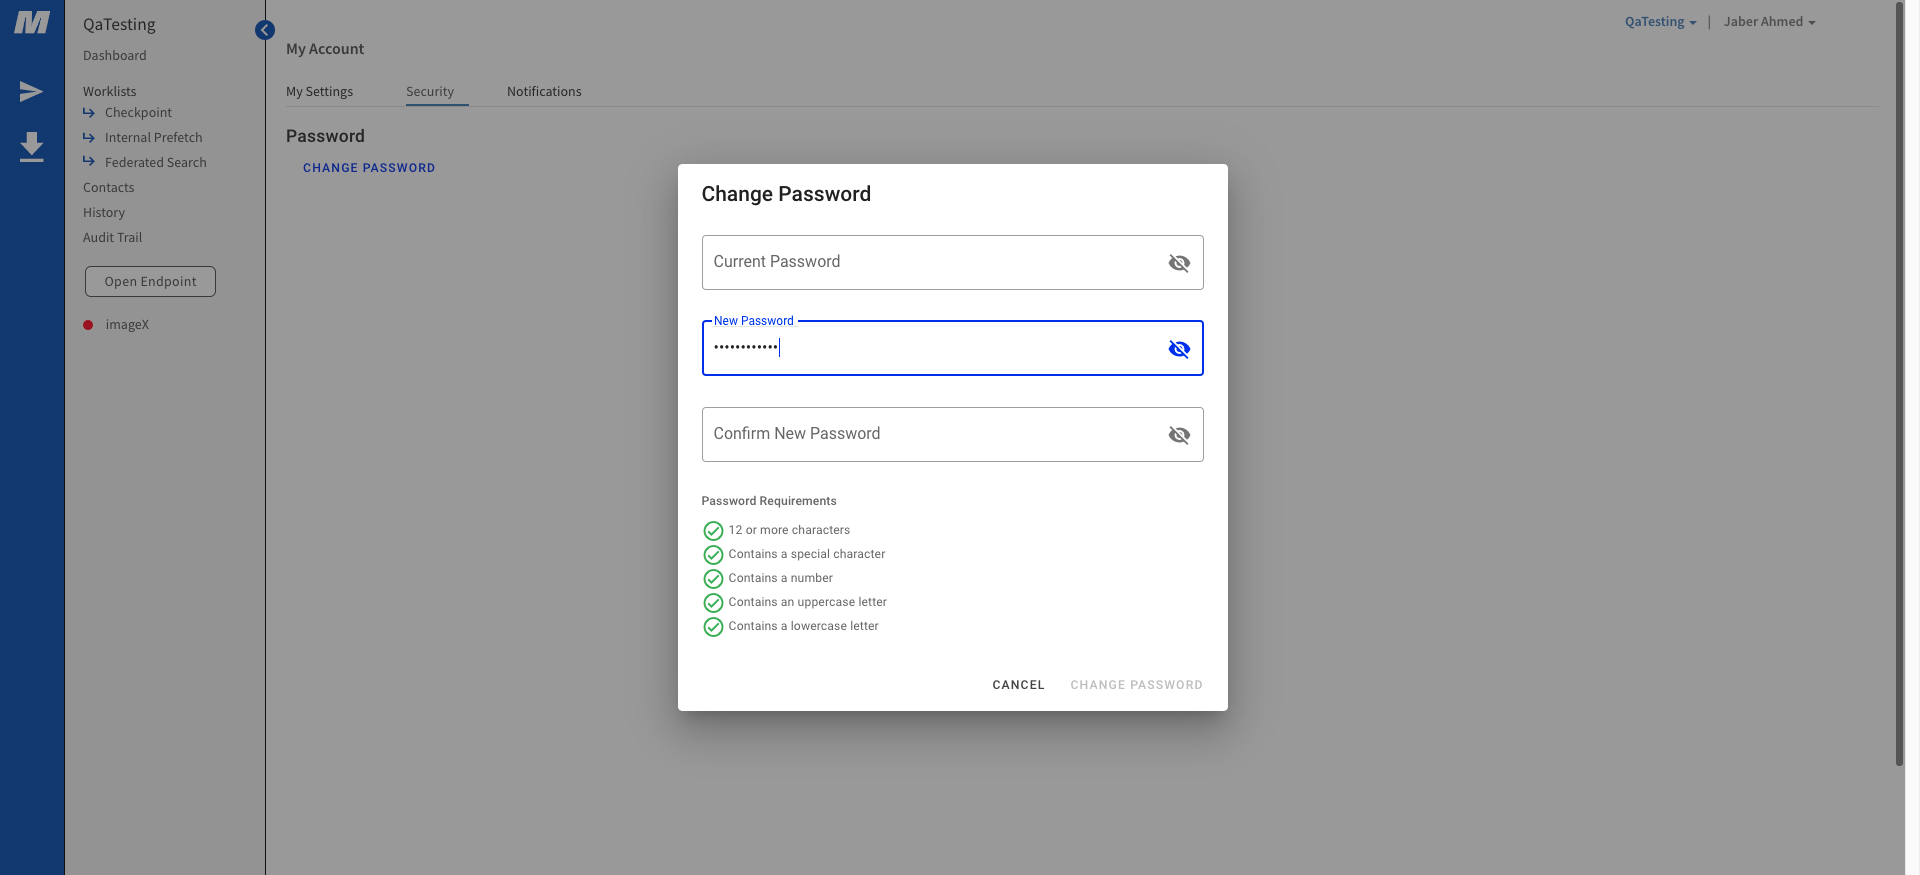 QaTesting
Dashboard
Worklists
Checkpoint
Internal Prefetch
Federated Search
Contacts
History
Audit Trail
Open Endpoint
imageX
QaTesting | Jaber Ahmed
My Account
My Settings Security Notifications
Password
CHANGE PASSWORD
Change Password
Current Password
New Password
••••••••••••
Confirm New Password
Password Requirements
12 or more characters
Contains a special character
Contains a number
Contains an uppercase letter
Contains a lowercase letter
CANCEL CHANGE PASSWORD